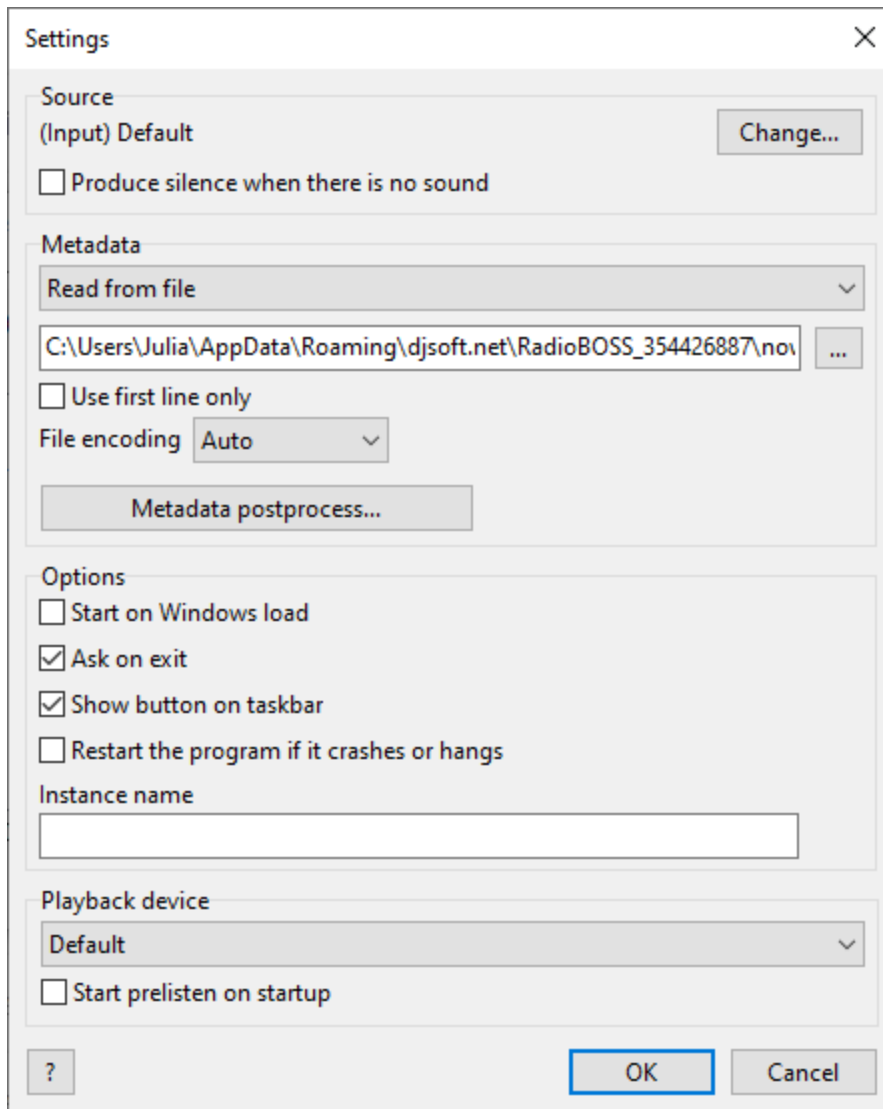 Settings
Source
(Input) Default
Change...
Produce silence when there is no sound
Metadata
Read from file
C:\Users\Julia\AppData\Roaming\djsoft.net\RadioBOSS_354426887\nov
...
Use first line only
File encoding Auto
Metadata postprocess...
Options
Start on Windows load
Ask on exit
Show button on taskbar
Restart the program if it crashes or hangs
Instance name
Playback device
Default
Start prelisten on startup
? OK Cancel